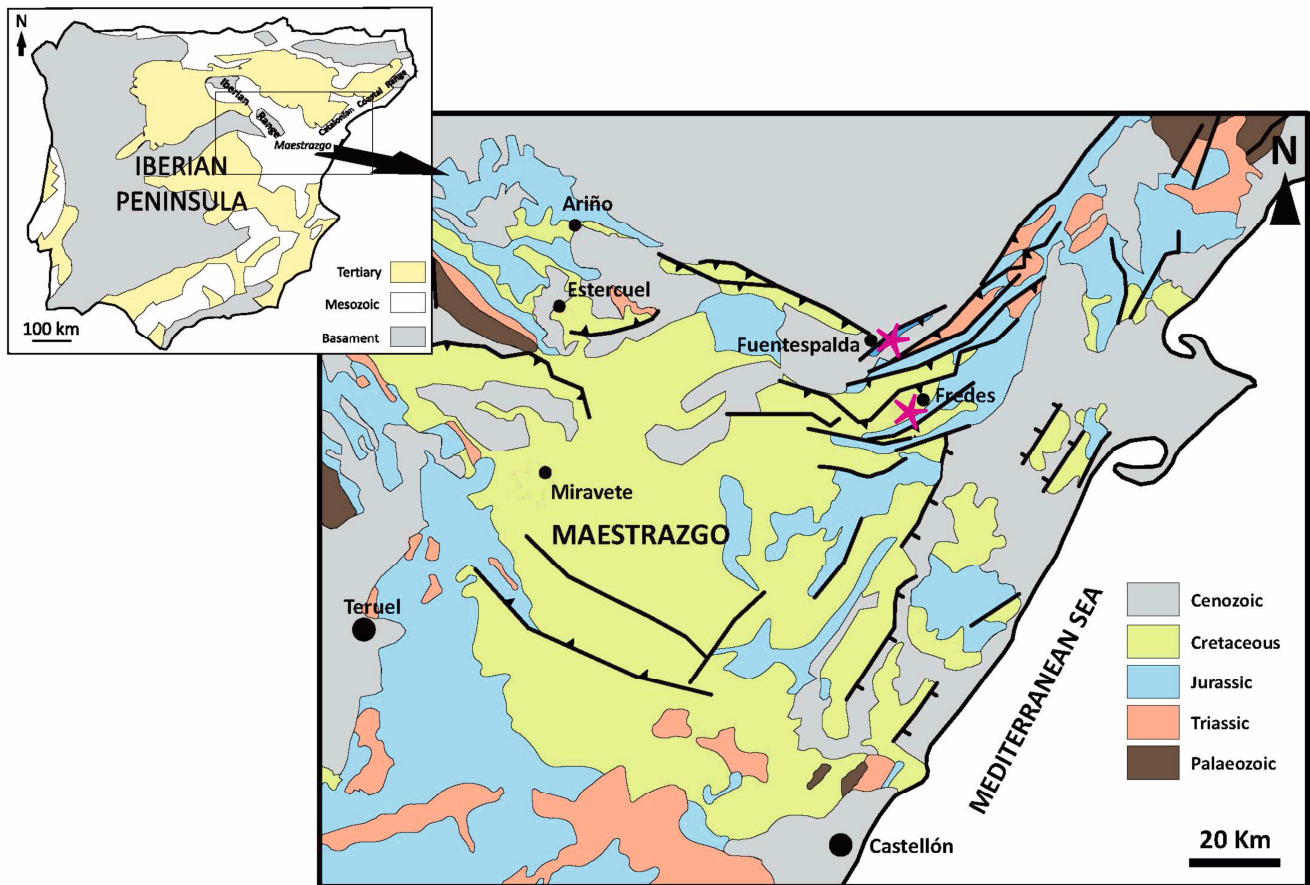 N
Iberian
Range
Catalonian Coastal Range
Maestrazgo
IBERIAN
PENINSULA
Tertiary
Mesozoic
Basament
100 km
N
Ariño
Estercuel
Fuentespalda
Fredes
Miravete
MAESTRAZGO
Teruel
Castellón
MEDITERRANEAN SEA
Cenozoic
Cretaceous
Jurassic
Triassic
Palaeozoic
20 Km